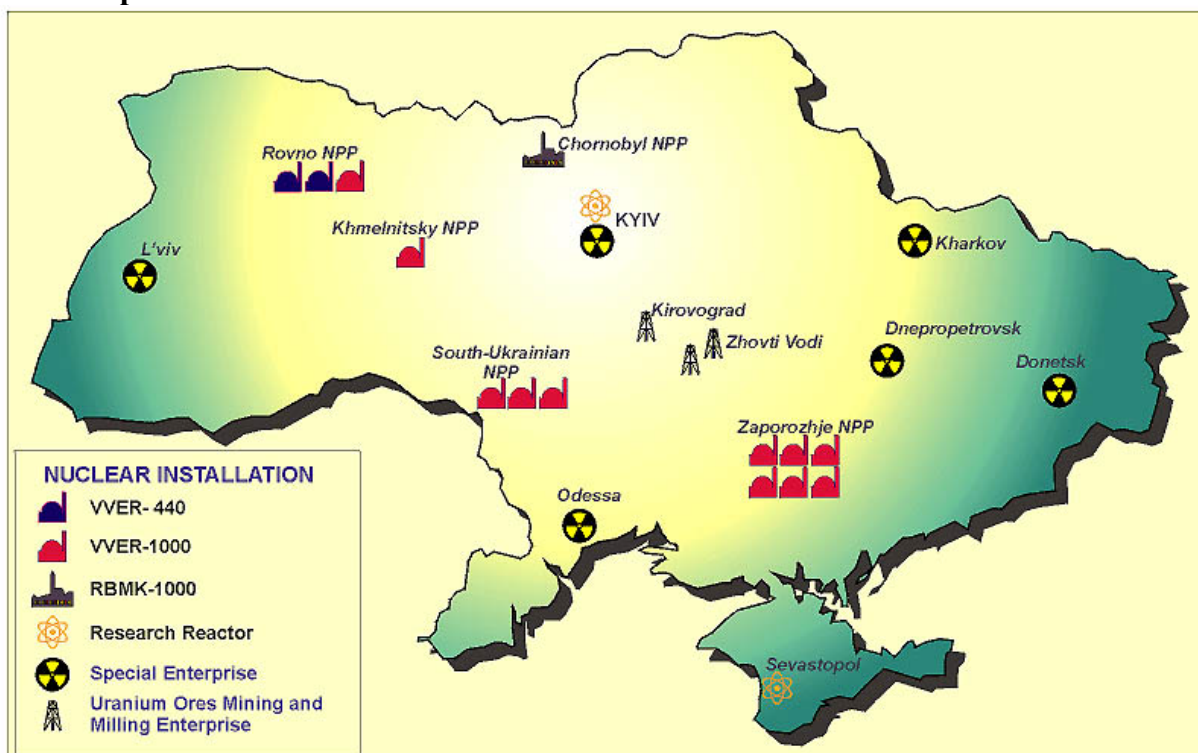 Rovno NPP
Chornobyl NPP
Khmelnitsky NPP
KYIV
L'viv
Kharkov
Kirovograd
Zhovti Vodi
Dnepropetrovsk
South-Ukrainian
NPP
Donetsk
Zaporozhje NPP
Odessa
Sevastopol
NUCLEAR INSTALLATION
VVER- 440
VVER-1000
RBMK-1000
Research Reactor
Special Enterprise
Uranium Ores Mining and
Milling Enterprise